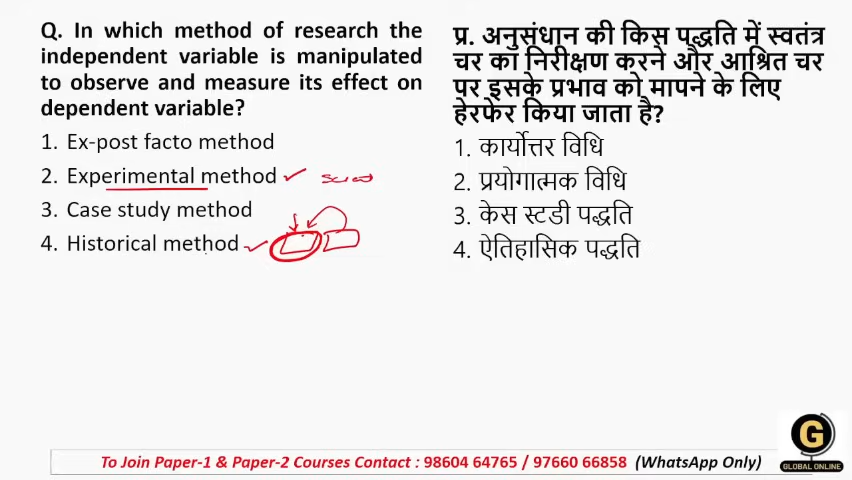 Q. In which method of research the
independent variable is manipulated
to observe and measure its effect on
dependent variable?
1. Ex-post facto method
2. Experimental method
3. Case study method
4. Historical method
प्र. अनुसंधान की किस पद्धति में स्वतंत्र
चर का निरीक्षण करने और आश्रित चर
पर इसके प्रभाव को मापने के लिए
हेरफेर किया जाता है?
1. कार्योत्तर विधि
2. प्रयोगात्मक विधि
3. केस स्टडी पद्धति
4. ऐतिहासिक पद्धति
To Join Paper-1 & Paper-2 Courses Contact : 98604 64765 / 97660 66858 (WhatsApp Only)
GLOBAL ONLINE